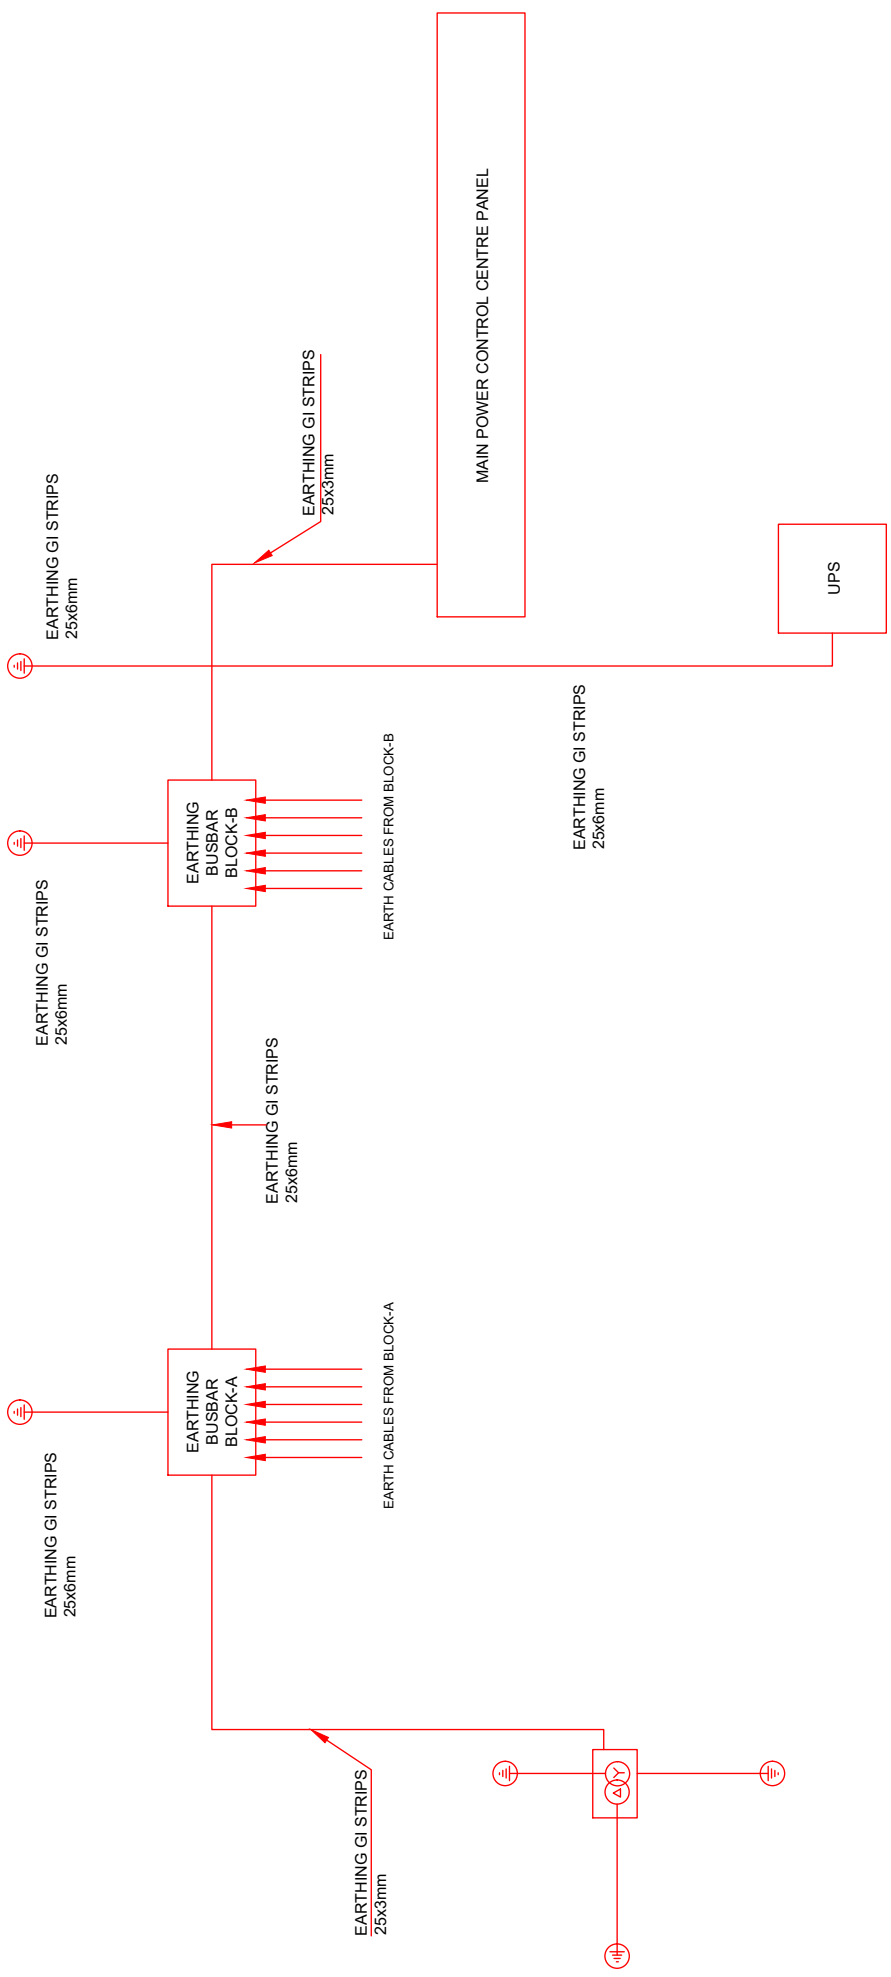 EARTHING GI STRIPS
25x6mm
EARTHING
BUSBAR
BLOCK-A
EARTH CABLES FROM BLOCK-A
EARTHING GI STRIPS
25x3mm
EARTHING GI STRIPS
25x6mm
EARTHING GI STRIPS
25x6mm
EARTHING
BUSBAR
BLOCK-B
EARTH CABLES FROM BLOCK-B
EARTHING GI STRIPS
25x6mm
EARTHING GI STRIPS
25x3mm
MAIN POWER CONTROL CENTRE PANEL
EARTHING GI STRIPS
25x6mm
UPS
Δ Y